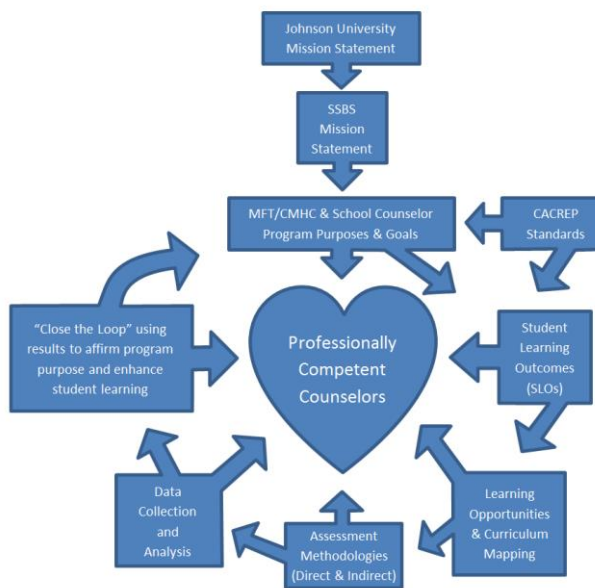 Johnson University
Mission Statement
SSBS
Mission
Statement
MFT/CMHC & School Counselor
Program Purposes & Goals
CACREP
Standards
"Close the Loop" using
results to affirm program
purpose and enhance
student learning
Professionally
Competent
Counselors
Student
Learning
Outcomes
(SLOs)
Data
Collection
and
Analysis
Assessment
Methodologies
(Direct & Indirect)
Learning
Opportunities
& Curriculum
Mapping